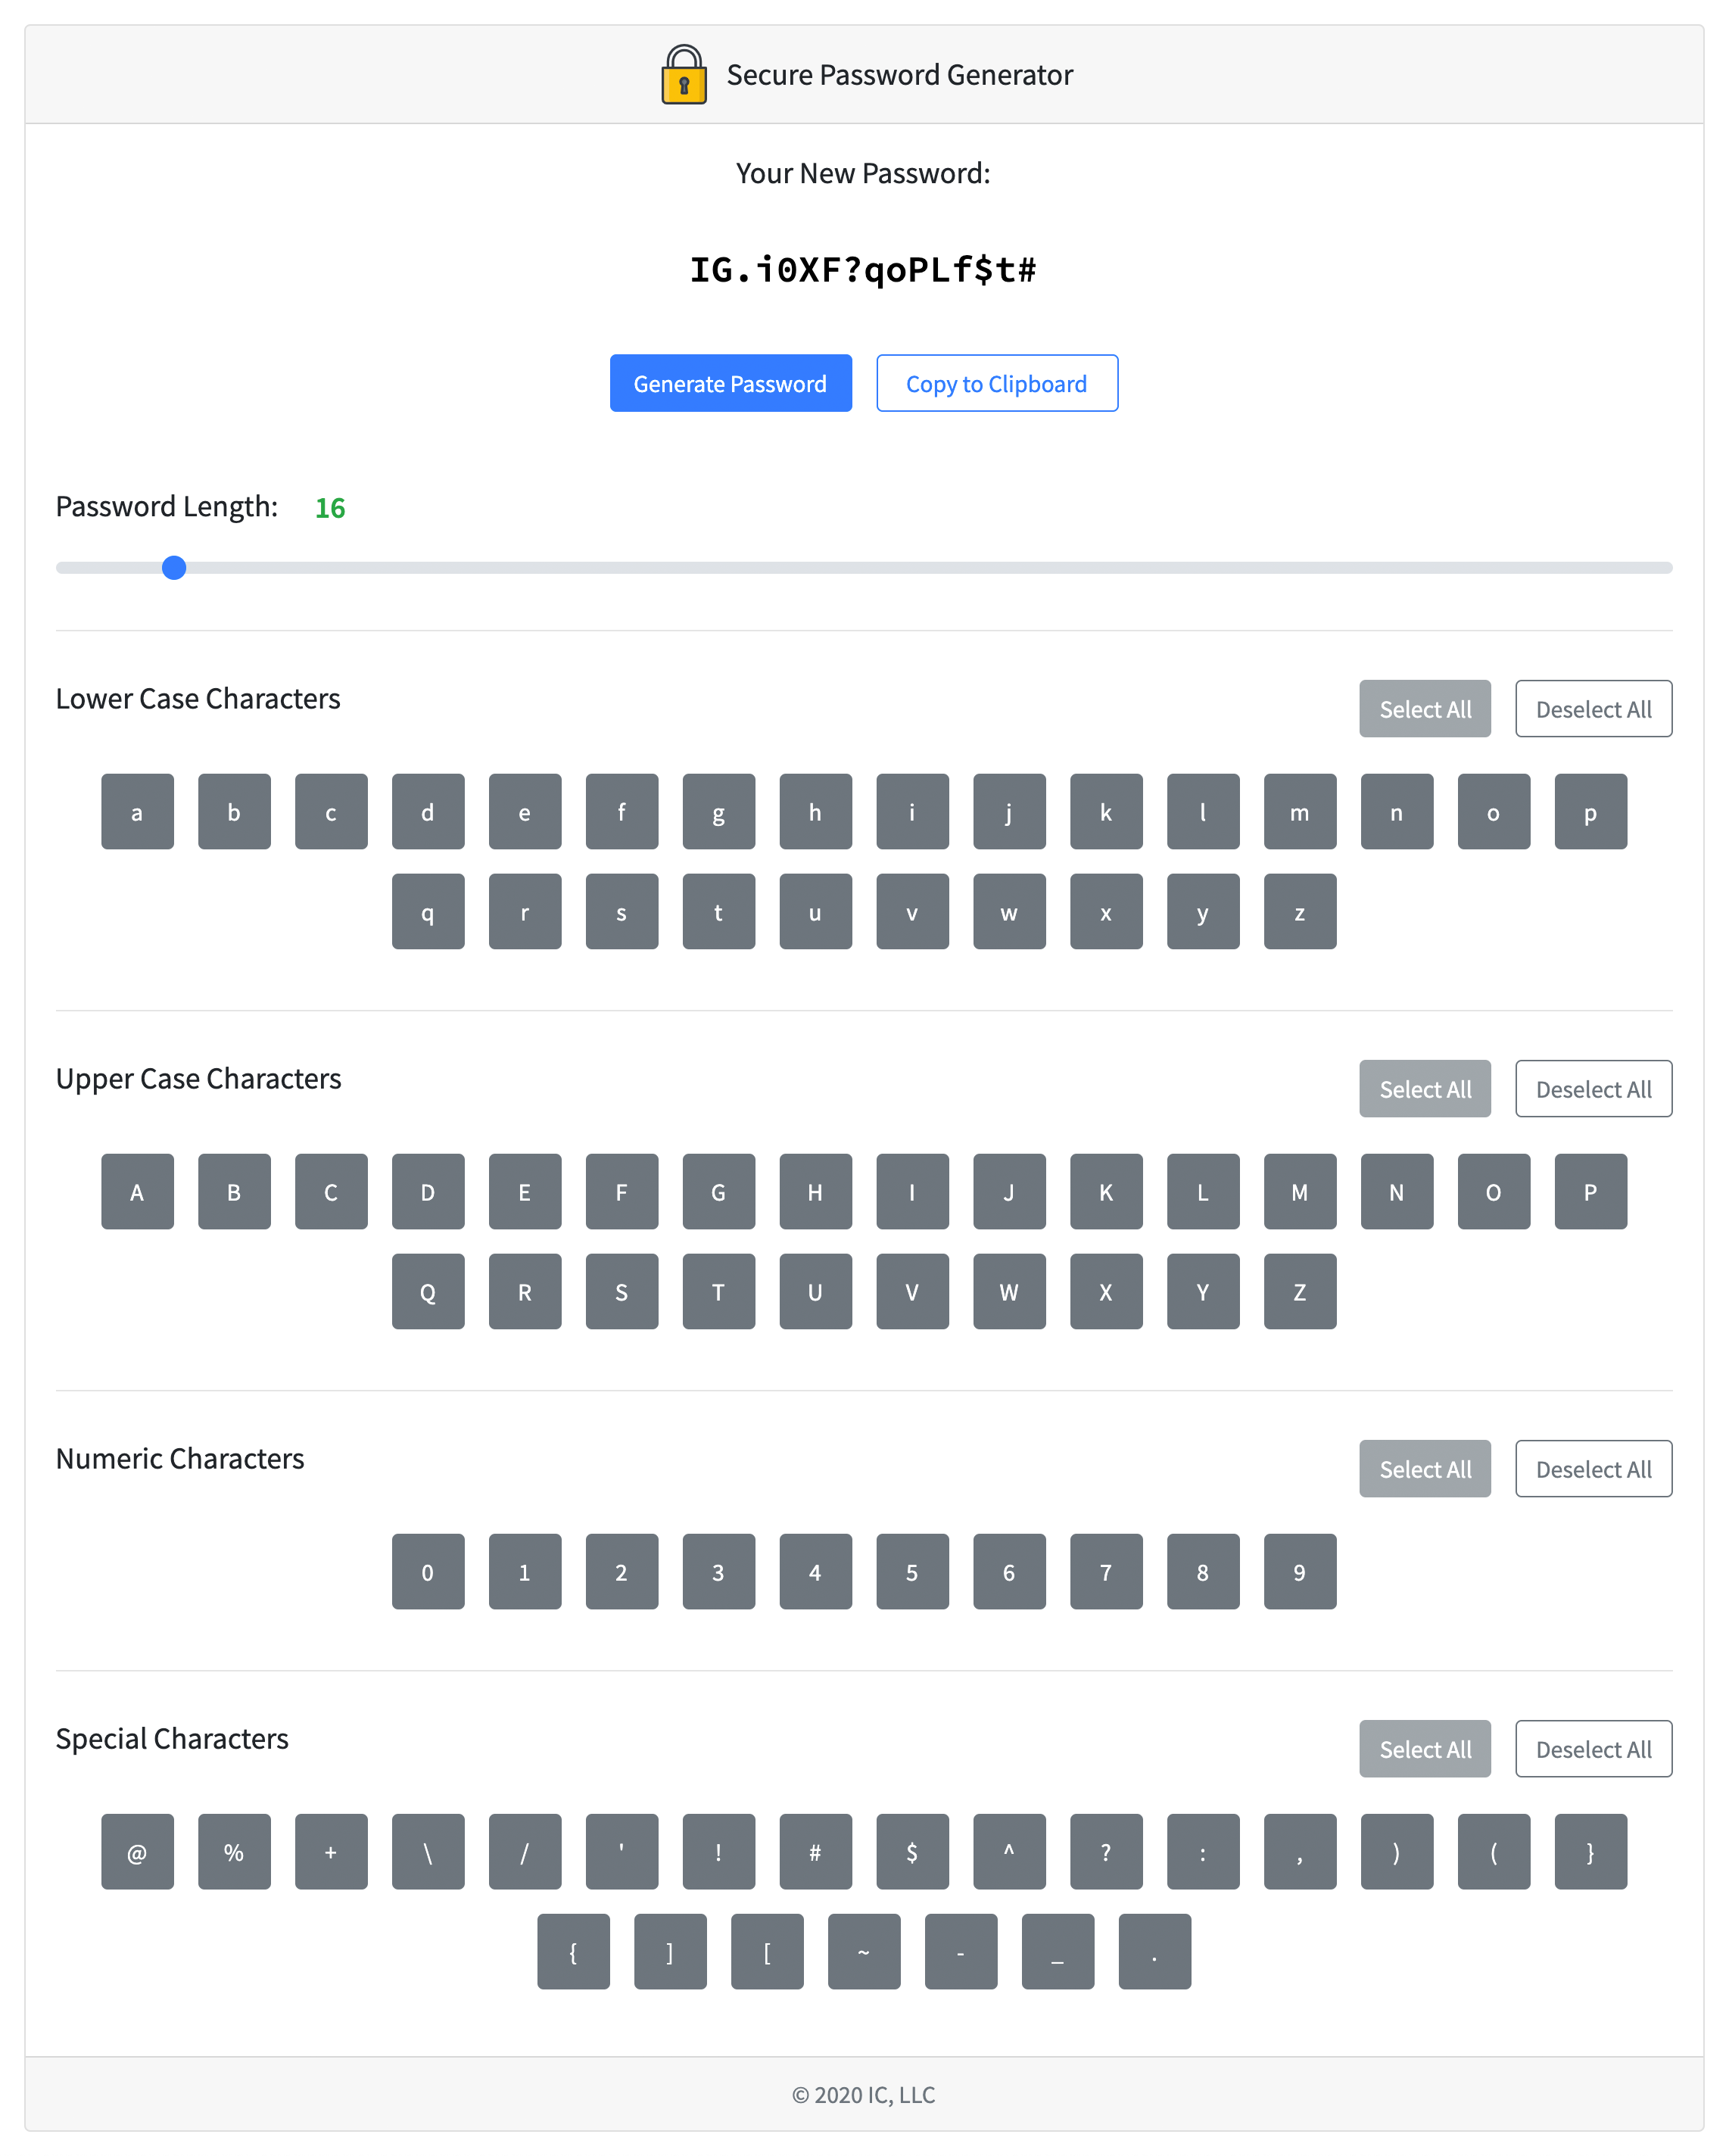 Secure Password Generator
Your New Password:
IG.i0XF?qoPLf$t#
Generate Password Copy to Clipboard
Password Length: 16
Lower Case Characters Select All Deselect All
a b c d e f g h i j k l m n o p
q r s t u v w x y z
Upper Case Characters Select All Deselect All
A B C D E F G H I J K L M N O P
Q R S T U V W X Y Z
Numeric Characters Select All Deselect All
0 1 2 3 4 5 6 7 8 9
Special Characters Select All Deselect All
@ % + \ / ' ! # $ ^ ? : , ) ( }
{ ] [ ~ - _ .
© 2020 IC, LLC